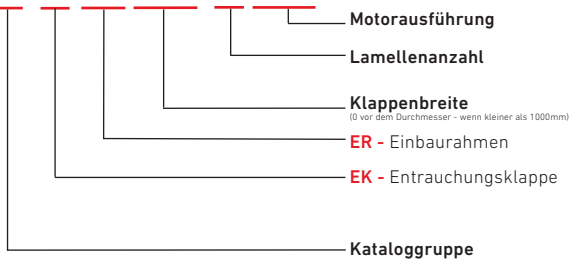 Motorausführung
Lamellenanzahl
Klappenbreite
(0 vor dem Durchmesser - wenn kleiner als 1000mm)
ER - Einbaurahmen
EK - Entrauchungsklappe
Kataloggruppe